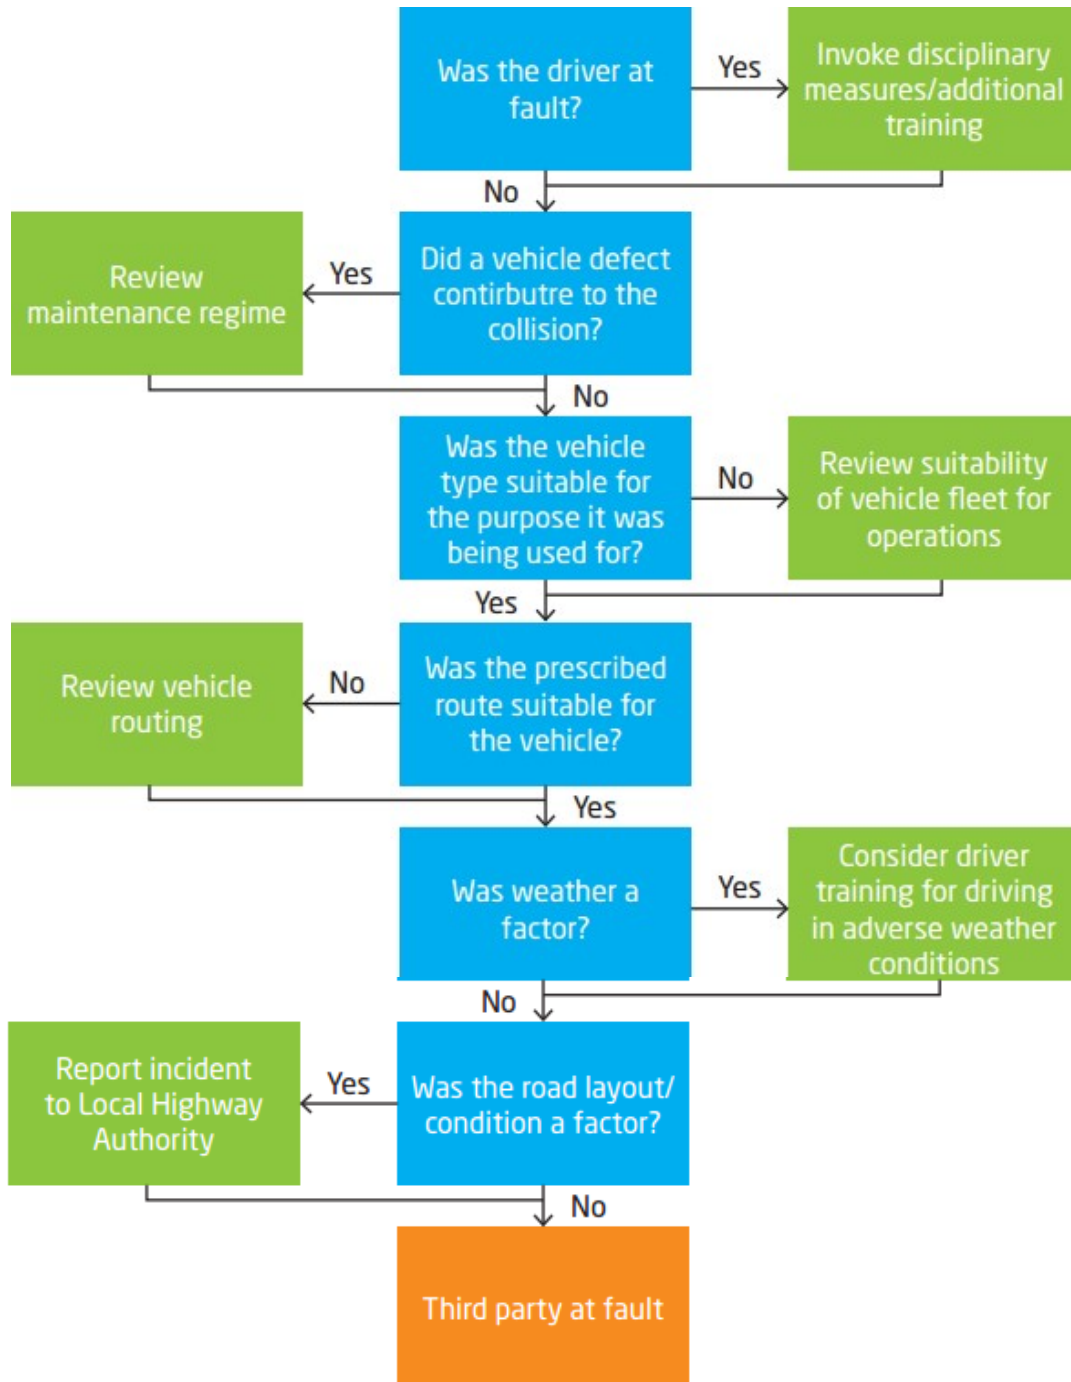 Was the driver at
fault?
Yes
Invoke disciplinary
measures/additional
training
No
Did a vehicle defect
contirbutre to the
collision?
Yes
Review
maintenance regime
No
Was the vehicle
type suitable for
the purpose it was
being used for?
No
Review suitability
of vehicle fleet for
operations
Yes
Was the prescribed
route suitable for
the vehicle?
No
Review vehicle
routing
Yes
Was weather a
factor?
Yes
Consider driver
training for driving
in adverse weather
conditions
No
Was the road layout/
condition a factor?
Yes
Report incident
to Local Highway
Authority
No
Third party at fault